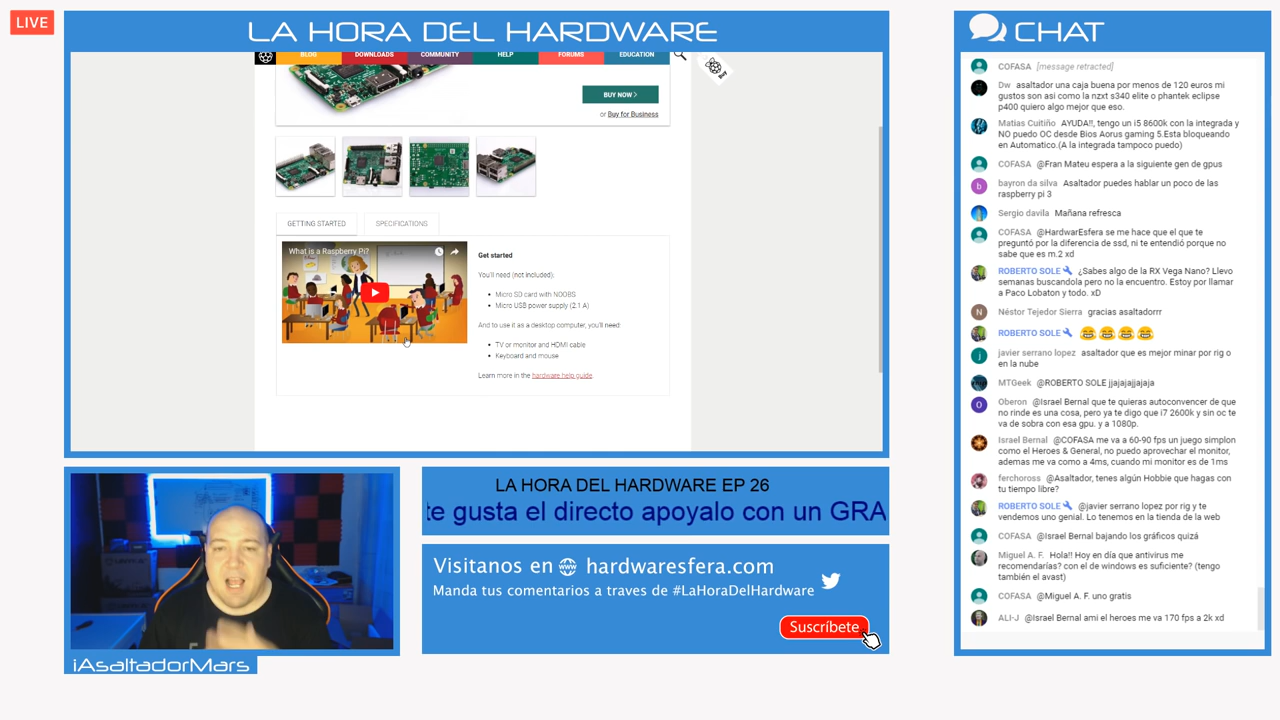 LIVE
LA HORA DEL HARDWARE
BLOG DOWNLOADS COMMUNITY HELP FORUMS EDUCATION
Buy
BUY NOW >
or Buy for Business
GETTING STARTED SPECIFICATIONS
What is a Raspberry Pi?
Get started
You'll need (not included):
• Micro SD card with NOOBS
• Micro USB power supply (2.1 A)
And to use it as a desktop computer, you'll need:
• TV or monitor and HDMI cable
• Keyboard and mouse
Learn more in the hardware help guide.
iAsaltadorMars
LA HORA DEL HARDWARE EP 26
te gusta el directo apoyalo con un GRA
Visitanos en hardwaresfera.com
Manda tus comentarios a traves de #LaHoraDelHardware
Suscríbete
CHAT
COFASA [message retracted]
Dw asaltador una caja buena por menos de 120 euros mi
gustos son asi como la nzxt s340 elite o phantek eclipse
p400 quiero algo mejor que eso.
Matias Cuitiño AYUDA!!, tengo un i5 8600k con la integrada y
NO puedo OC desde Bios Aorus gaming 5.Esta bloqueando
en Automatico.(A la integrada tampoco puedo)
COFASA @Fran Mateu espera a la siguiente gen de gpus
b bayron da silva Asaltador puedes hablar un poco de las
raspberry pi 3
Sergio davila Mañana refresca
COFASA @HardwarEsfera se me hace que el que te
preguntó por la diferencia de ssd, ni te entendió porque no
sabe que es m.2 xd
ROBERTO SOLE ¿Sabes algo de la RX Vega Nano? Llevo
semanas buscandola pero no la encuentro. Estoy por llamar
a Paco Lobaton y todo. xD
N Néstor Tejedor Sierra gracias asaltadorrr
ROBERTO SOLE 😂 😂 😂 😂
j javier serrano lopez asaltador que es mejor minar por rig o
en la nube
MTGeek @ROBERTO SOLE jjajajajjajaja
O Oberon @Israel Bernal que te quieras autoconvencer de que
no rinde es una cosa, pero ya te digo que i7 2600k y sin oc te
va de sobra con esa gpu. y a 1080p.
Israel Bernal @COFASA me va a 60-90 fps un juego simplon
como el Heroes & General, no puedo aprovechar el monitor,
ademas me va como a 4ms, cuando mi monitor es de 1ms
ferchoross @Asaltador, tenes algún Hobbie que hagas con
tu tiempo libre?
ROBERTO SOLE @javier serrano lopez por rig y te
vendemos uno genial. Lo tenemos en la tienda de la web
COFASA @Israel Bernal bajando los gráficos quizá
Miguel A. F. Hola!! Hoy en día que antivirus me
recomendarías? con el de windows es suficiente? (tengo
también el avast)
COFASA @Miguel A. F. uno gratis
ALI-J @Israel Bernal ami el heroes me va 170 fps a 2k xd